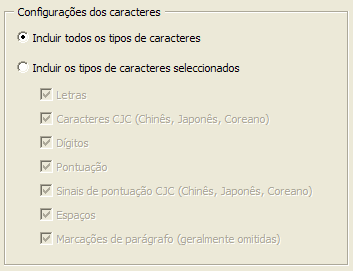 Configurações dos caracteres
Incluir todos os tipos de caracteres
Incluir os tipos de caracteres seleccionados
Letras
Caracteres CJC (Chinês, Japonês, Coreano)
Dígitos
Pontuação
Sinais de pontuação CJC (Chinês, Japonês, Coreano)
Espaços
Marcações de parágrafo (geralmente omitidas)